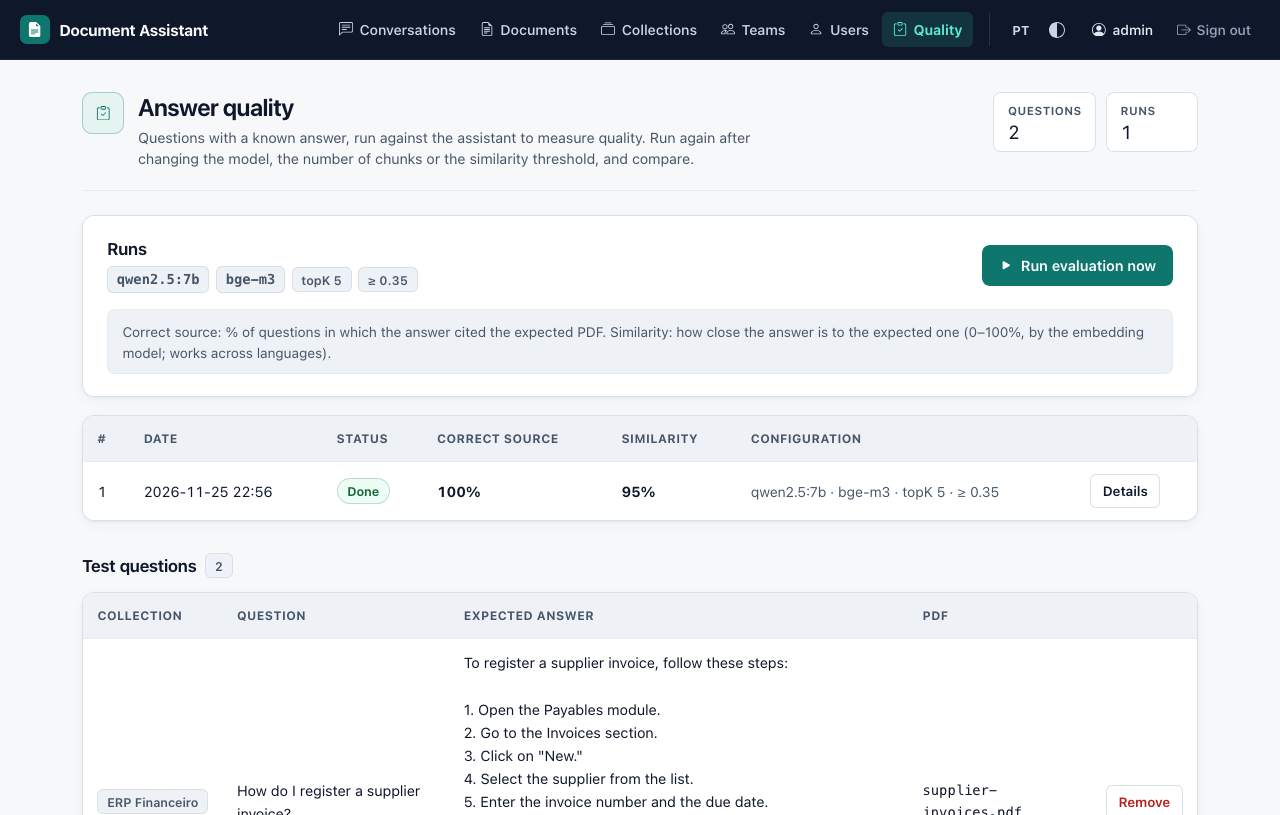 Document Assistant
Conversations
Documents
Collections
Teams
Users
Quality
PT
admin
Sign out
Answer quality
Questions with a known answer, run against the assistant to measure quality. Run again after
changing the model, the number of chunks or the similarity threshold, and compare.
QUESTIONS
2
RUNS
1
Runs
qwen2.5:7b bge-m3 topK 5 ≥ 0.35
Run evaluation now
Correct source: % of questions in which the answer cited the expected PDF. Similarity: how close the answer is to the expected one (0–100%, by the embedding
model; works across languages).
# DATE STATUS CORRECT SOURCE SIMILARITY CONFIGURATION
1 2026-11-25 22:56 Done 100% 95% qwen2.5:7b · bge-m3 · topK 5 · ≥ 0.35 Details
Test questions 2
COLLECTION QUESTION EXPECTED ANSWER PDF
To register a supplier invoice, follow these steps:
1. Open the Payables module.
2. Go to the Invoices section.
3. Click on "New."
4. Select the supplier from the list.
5. Enter the invoice number and the due date.
ERP Financeiro
How do I register a supplier
invoice?
supplier-
invoices.pdf
Remove